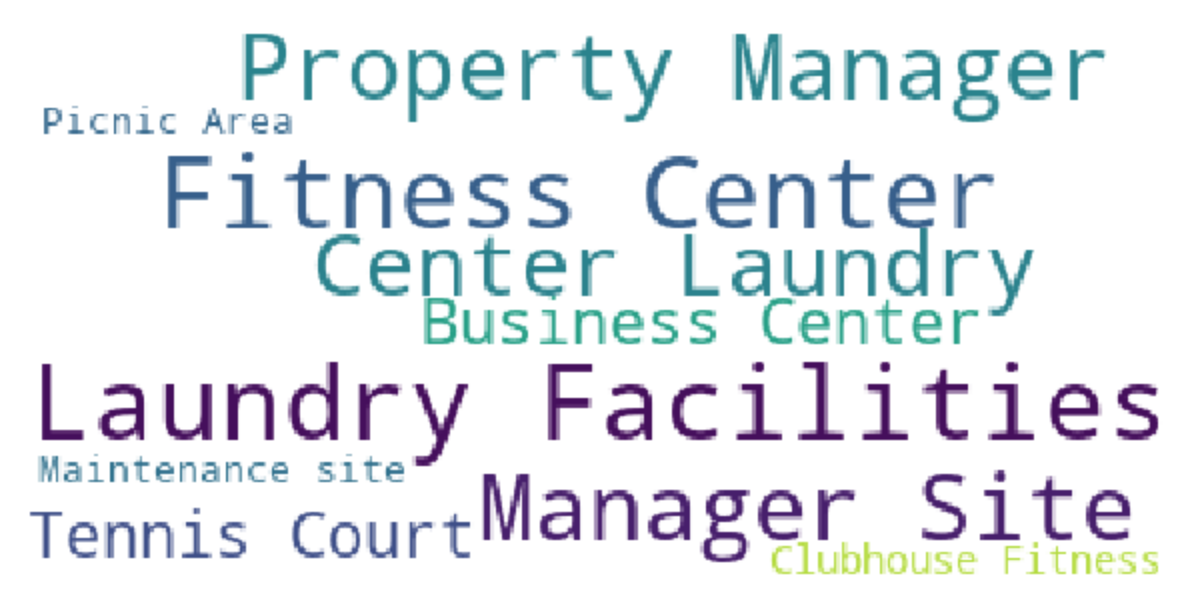 Property Manager
Picnic Area
Fitness Center
Center Laundry
Business Center
Laundry Facilities
Maintenance site
Manager Site
Tennis Court
Clubhouse Fitness